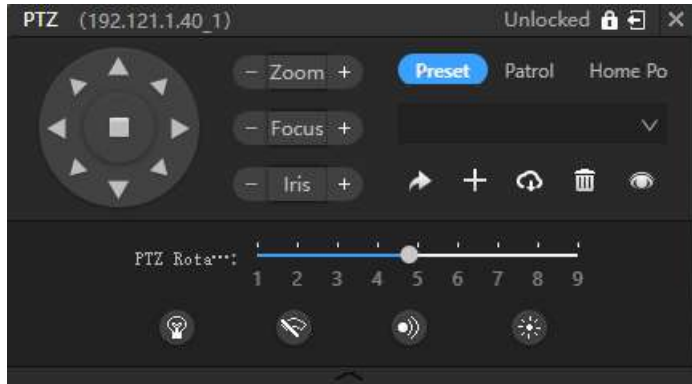 PTZ (192.121.1.40_1) Unlocked
− Zoom + Preset Patrol Home Po
− Focus +
− Iris +
PTZ Rota···:
1 2 3 4 5 6 7 8 9